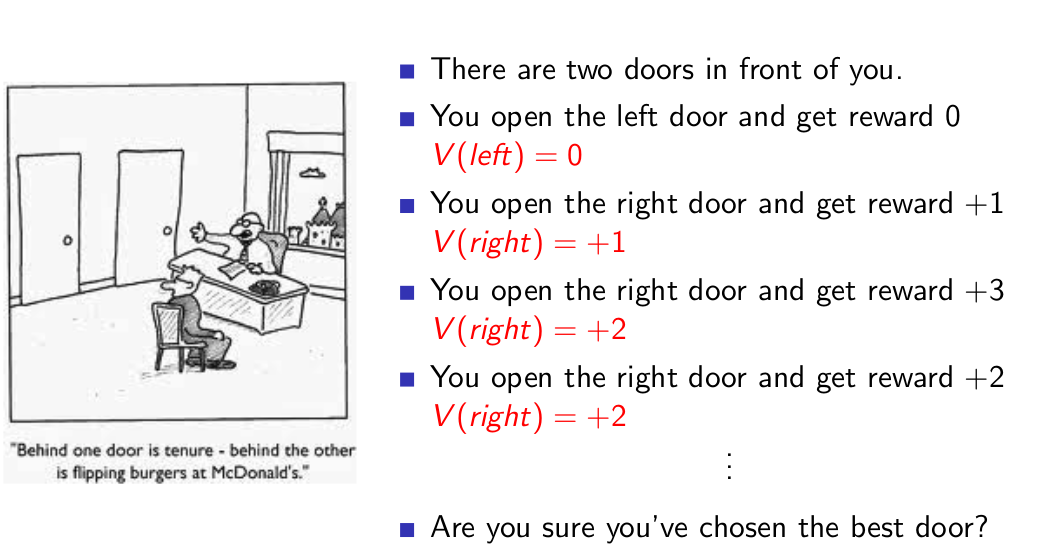 There are two doors in front of you.
You open the left door and get reward 0
V(left) = 0
You open the right door and get reward +1
V(right) = +1
You open the right door and get reward +3
V(right) = +2
You open the right door and get reward +2
V(right) = +2
⋮
Are you sure you've chosen the best door?
"Behind one door is tenure - behind the other
is flipping burgers at McDonald's."